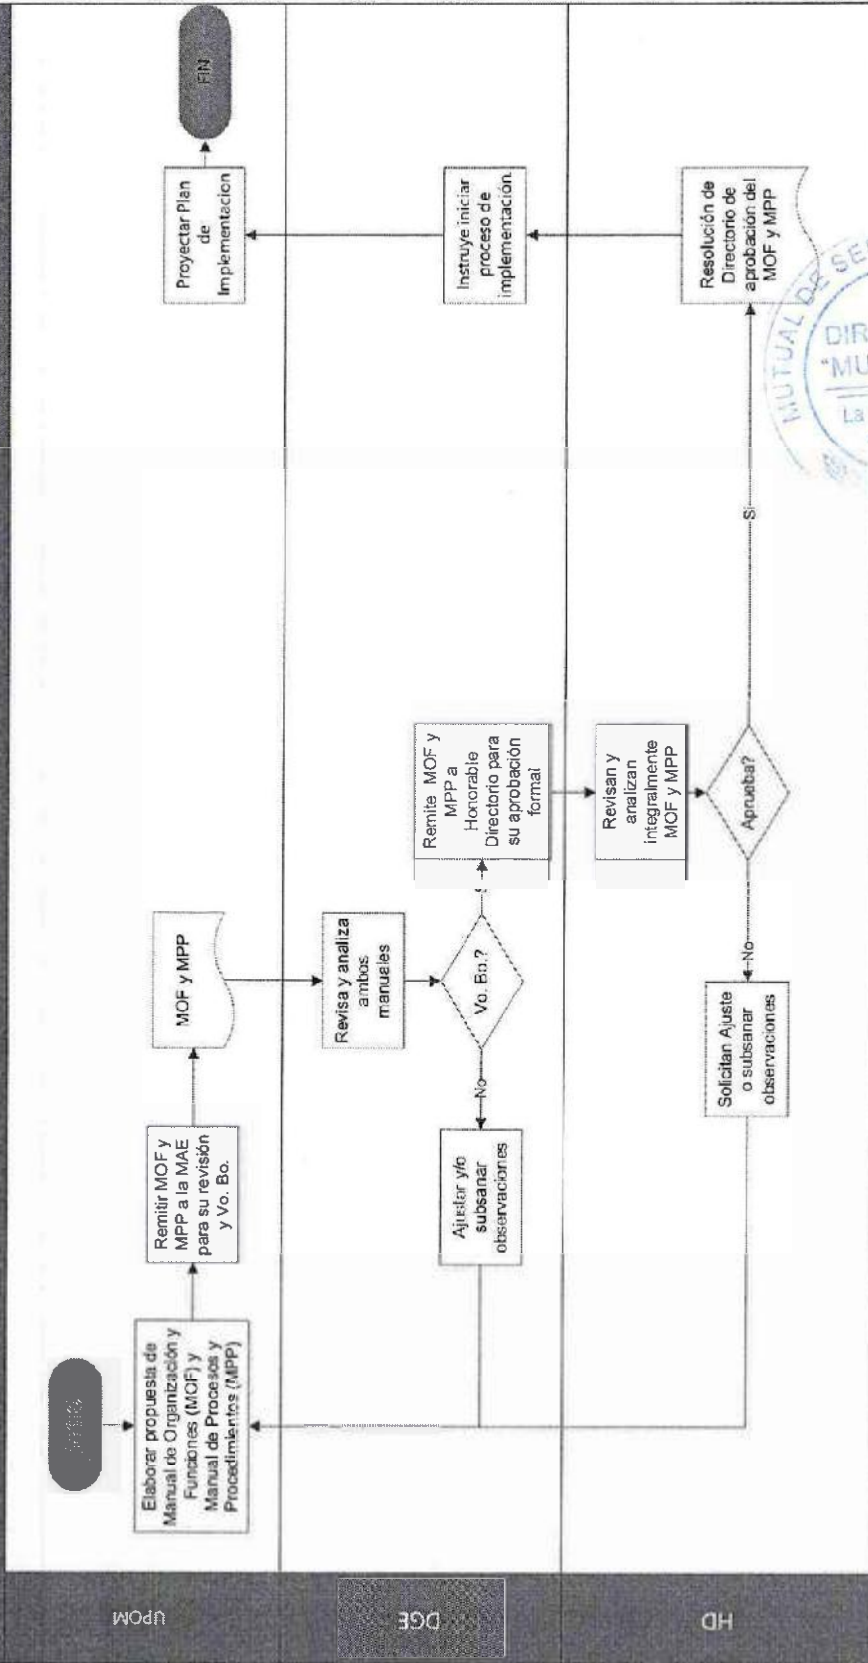 UPOM
Elaborar propuesta de
Manual de Organización y
Funciones (MOF) y
Manual de Procesos y
Procedimientos (MPP)
Remitir MOF y
MPP a la MAE
para su revisión
y Vo. Bo.
MOF y MPP
Proyectar Plan
de
Implementacion
FIN
DGE
Revisa y analiza
ambos
manuales
Vo. Bo.?
No
Ajustar y/o
subsanar
observaciones
Remite MOF y
MPP a
Honorable
Directorio para
su aprobación
formal
Instruye iniciar
proceso de
implementación.
HD
Revisan y
analizan
integralmente
MOF y MPP
Aprueba?
No
Solicitan Ajuste
o subsanar
observaciones
Si
Resolución de
Directorio de
aprobación del
MOF y MPP
MUTUAL DE
DIR
"MU
La